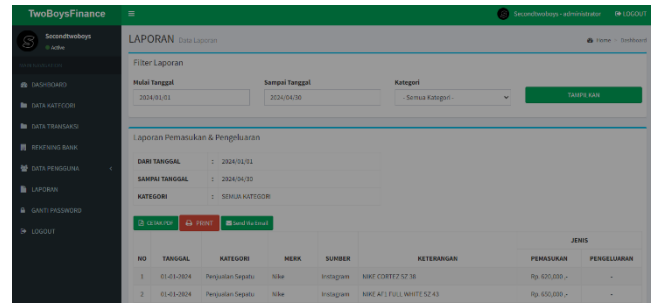 TwoBoysFinance
Secondtwoboys - administrator LOGOUT
Secondtwoboys
Active
LAPORAN Data Laporan
Home > Dashboard
Filter Laporan
DASHBOARD
Mulai Tanggal Sampai Tanggal Kategori
2024/01/01 2024/04/30 - Semua Kategori - TAMPILKAN
DATA KATEGORI
DATA TRANSAKSI
REKENING BANK
DATA PENGGUNA
LAPORAN
GANTI PASSWORD
LOGOUT
Laporan Pemasukan & Pengeluaran
DARI TANGGAL : 2024/01/01
SAMPAI TANGGAL : 2024/04/30
KATEGORI : SEMUA KATEGORI
CETAK PDF PRINT Send Via Email
JENIS
NO TANGGAL KATEGORI MERK SUMBER KETERANGAN PEMASUKAN PENGELUARAN
1 01-01-2024 Penjualan Sepatu Nike Instagram NIKE CORTEZ SZ 38 Rp. 620,000 ,- -
2 01-01-2024 Penjualan Sepatu Nike Instagram NIKE AF1 FULL WHITE SZ 43 Rp. 650,000 ,- -